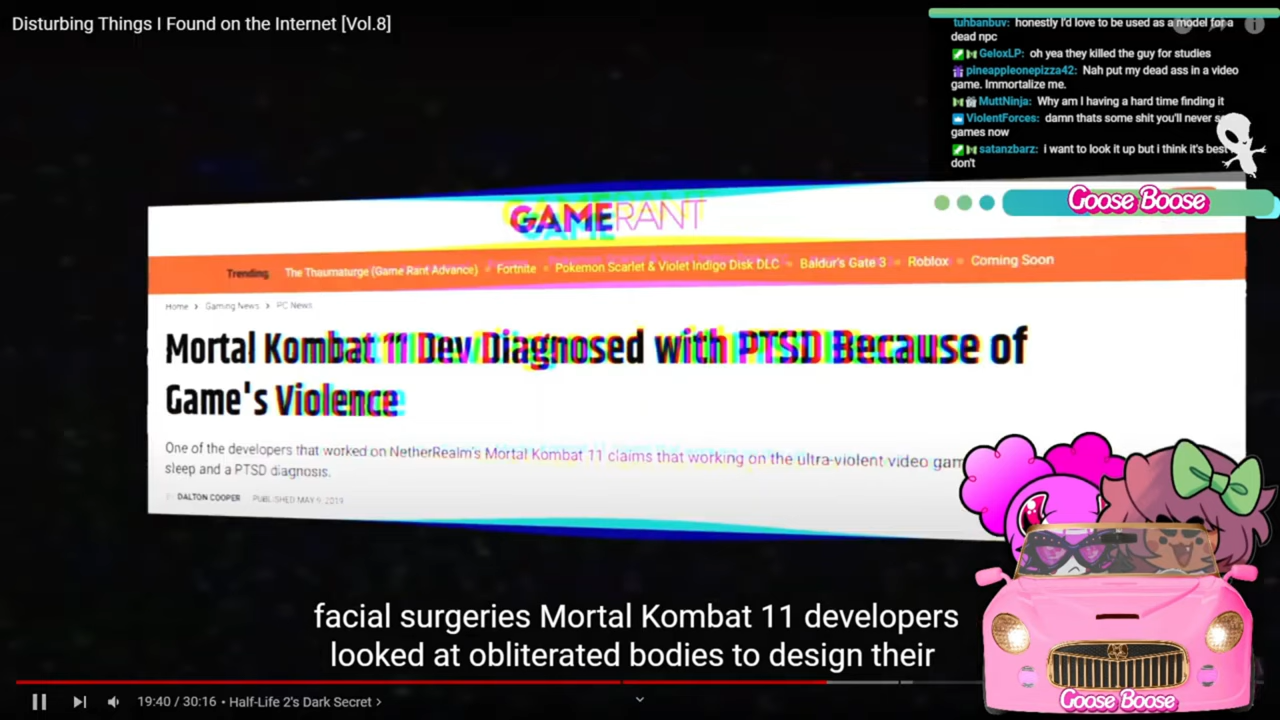 Disturbing Things I Found on the Internet [Vol.8]
tuhbanbuv: honestly I'd love to be used as a model for a
dead npc
GeloxLP: oh yea they killed the guy for studies
pineappleonepizza42: Nah put my dead ass in a video
game. Immortalize me.
MuttNinja: Why am I having a hard time finding it
ViolentForces: damn thats some shit you'll never
games now
satanzbarz: i want to look it up but i think it's best
don't
Goose Boose
GAMERANT
Trending The Thaumaturge (Game Rant Advance) Fortnite Pokemon Scarlet & Violet Indigo Disk DLC Baldur's Gate 3 Roblox Coming Soon
Home > Gaming News > PC News
Mortal Kombat 11 Dev Diagnosed with PTSD Because of
Game's Violence
One of the developers that worked on NetherRealm's Mortal Kombat 11 claims that working on the ultra-violent video
sleep and a PTSD diagnosis.
BY DALTON COOPER PUBLISHED MAY 9, 2019
facial surgeries Mortal Kombat 11 developers
looked at obliterated bodies to design their
19:40 / 30:16 • Half-Life 2's Dark Secret >
Goose Boose